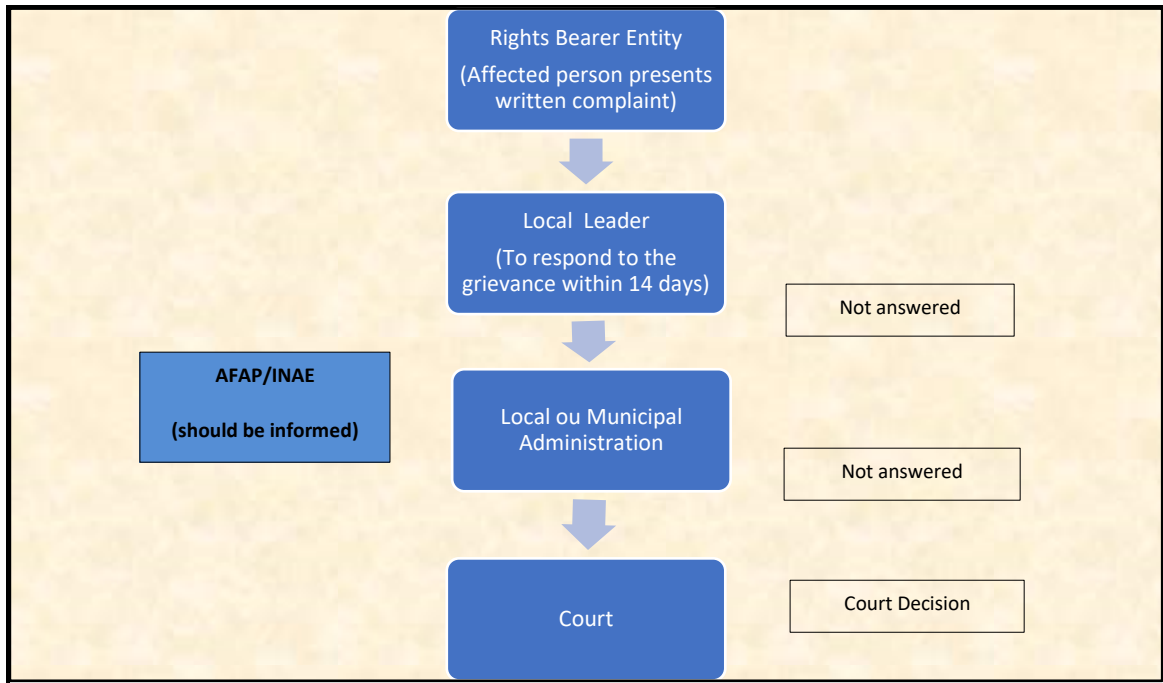 Rights Bearer Entity
(Affected person presents
written complaint)
Local Leader
(To respond to the
grievance within 14 days)
Not answered
AFAP/INAE
(should be informed)
Local ou Municipal
Administration
Not answered
Court
Court Decision